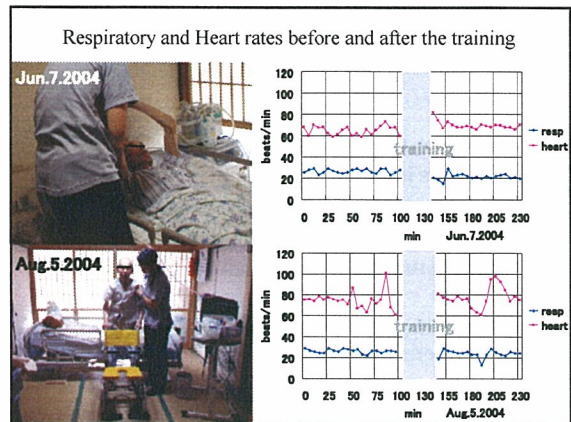 Respiratory and Heart rates before and after the training
Jun.7.2004
120
100
80
60
40
20
0
beats/min
training
resp
heart
0 25 50 75 100 130 155 180 205 230
min Jun.7.2004
Aug.5.2004
120
100
80
60
40
20
0
beats/min
training
resp
heart
0 25 50 75 100 130 155 190 205 230
min Aug.5.2004